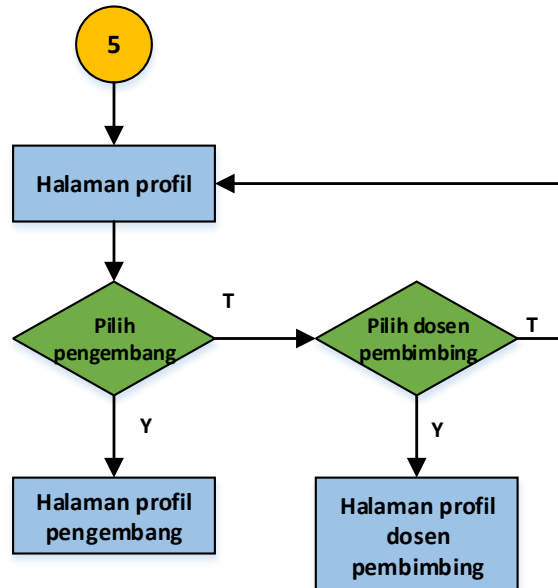 5
Halaman profil
Pilih
pengembang
T
Pilih dosen
pembimbing
T
Y
Y
Halaman profil
pengembang
Halaman profil
dosen
pembimbing